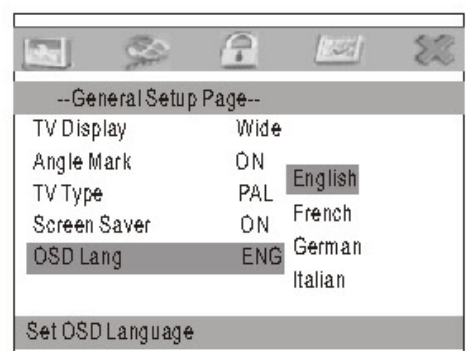 --General Setup Page--
TV Display Wide
Angle Mark ON
TV Type PAL
Screen Saver ON
OSD Lang ENG
English
French
German
Italian
Set OSD Language